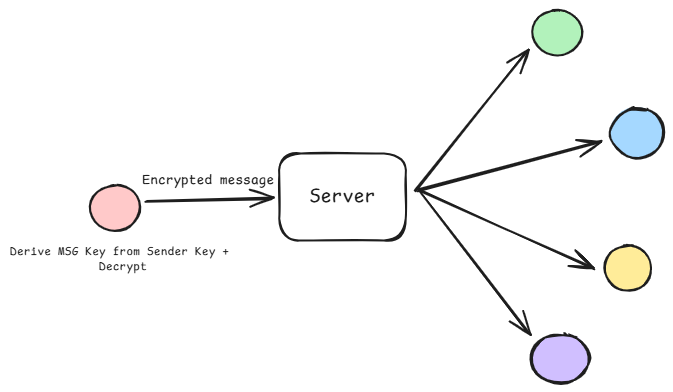 Encrypted message
Server
Derive MSG Key from Sender Key +
Decrypt